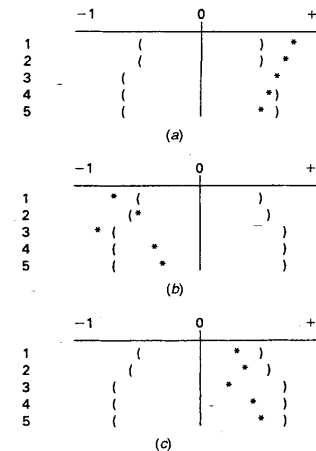 −1 0 +
1 ( ) *
2 ( ) *
3 ( *
4 ( * )
5 ( * )
(a)
−1 0 +
1 * ( )
2 ( * )
3 * ( )
4 ( * )
5 ( * )
(b)
−1 0 +
1 ( * )
2 ( * )
3 ( * )
4 ( * )
5 ( * )
(c)